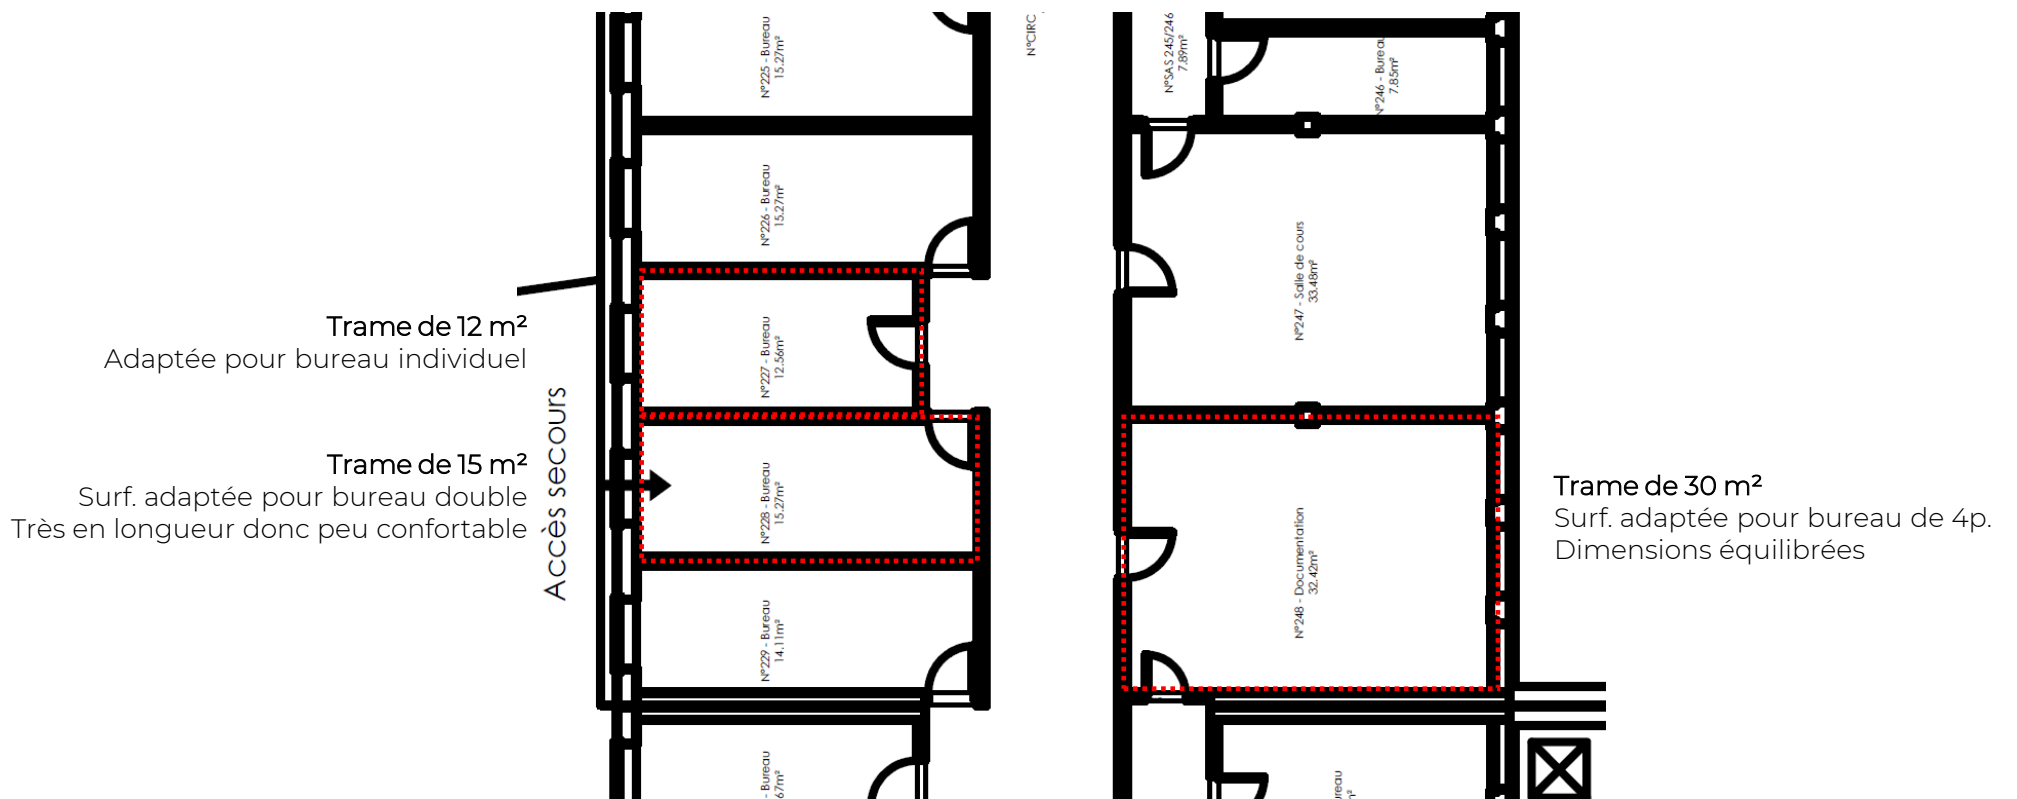 N°225 - Bureau
15.27m²
N°CIRC
N°SAS 245/246
7.89m²
N°246 - Bureau
7.85m²
N°226 - Bureau
15.27m²
N°247 - Salle de cours
33.48m²
Trame de 12 m²
Adaptée pour bureau individuel
N°227 - Bureau
12.56m²
Accès secours
Trame de 15 m²
Surf. adaptée pour bureau double
Très en longueur donc peu confortable
N°228 - Bureau
15.27m²
N°248 - Documentation
32.42m²
Trame de 30 m²
Surf. adaptée pour bureau de 4p.
Dimensions équilibrées
N°229 - Bureau
14.11m²
- Bureau
67m²